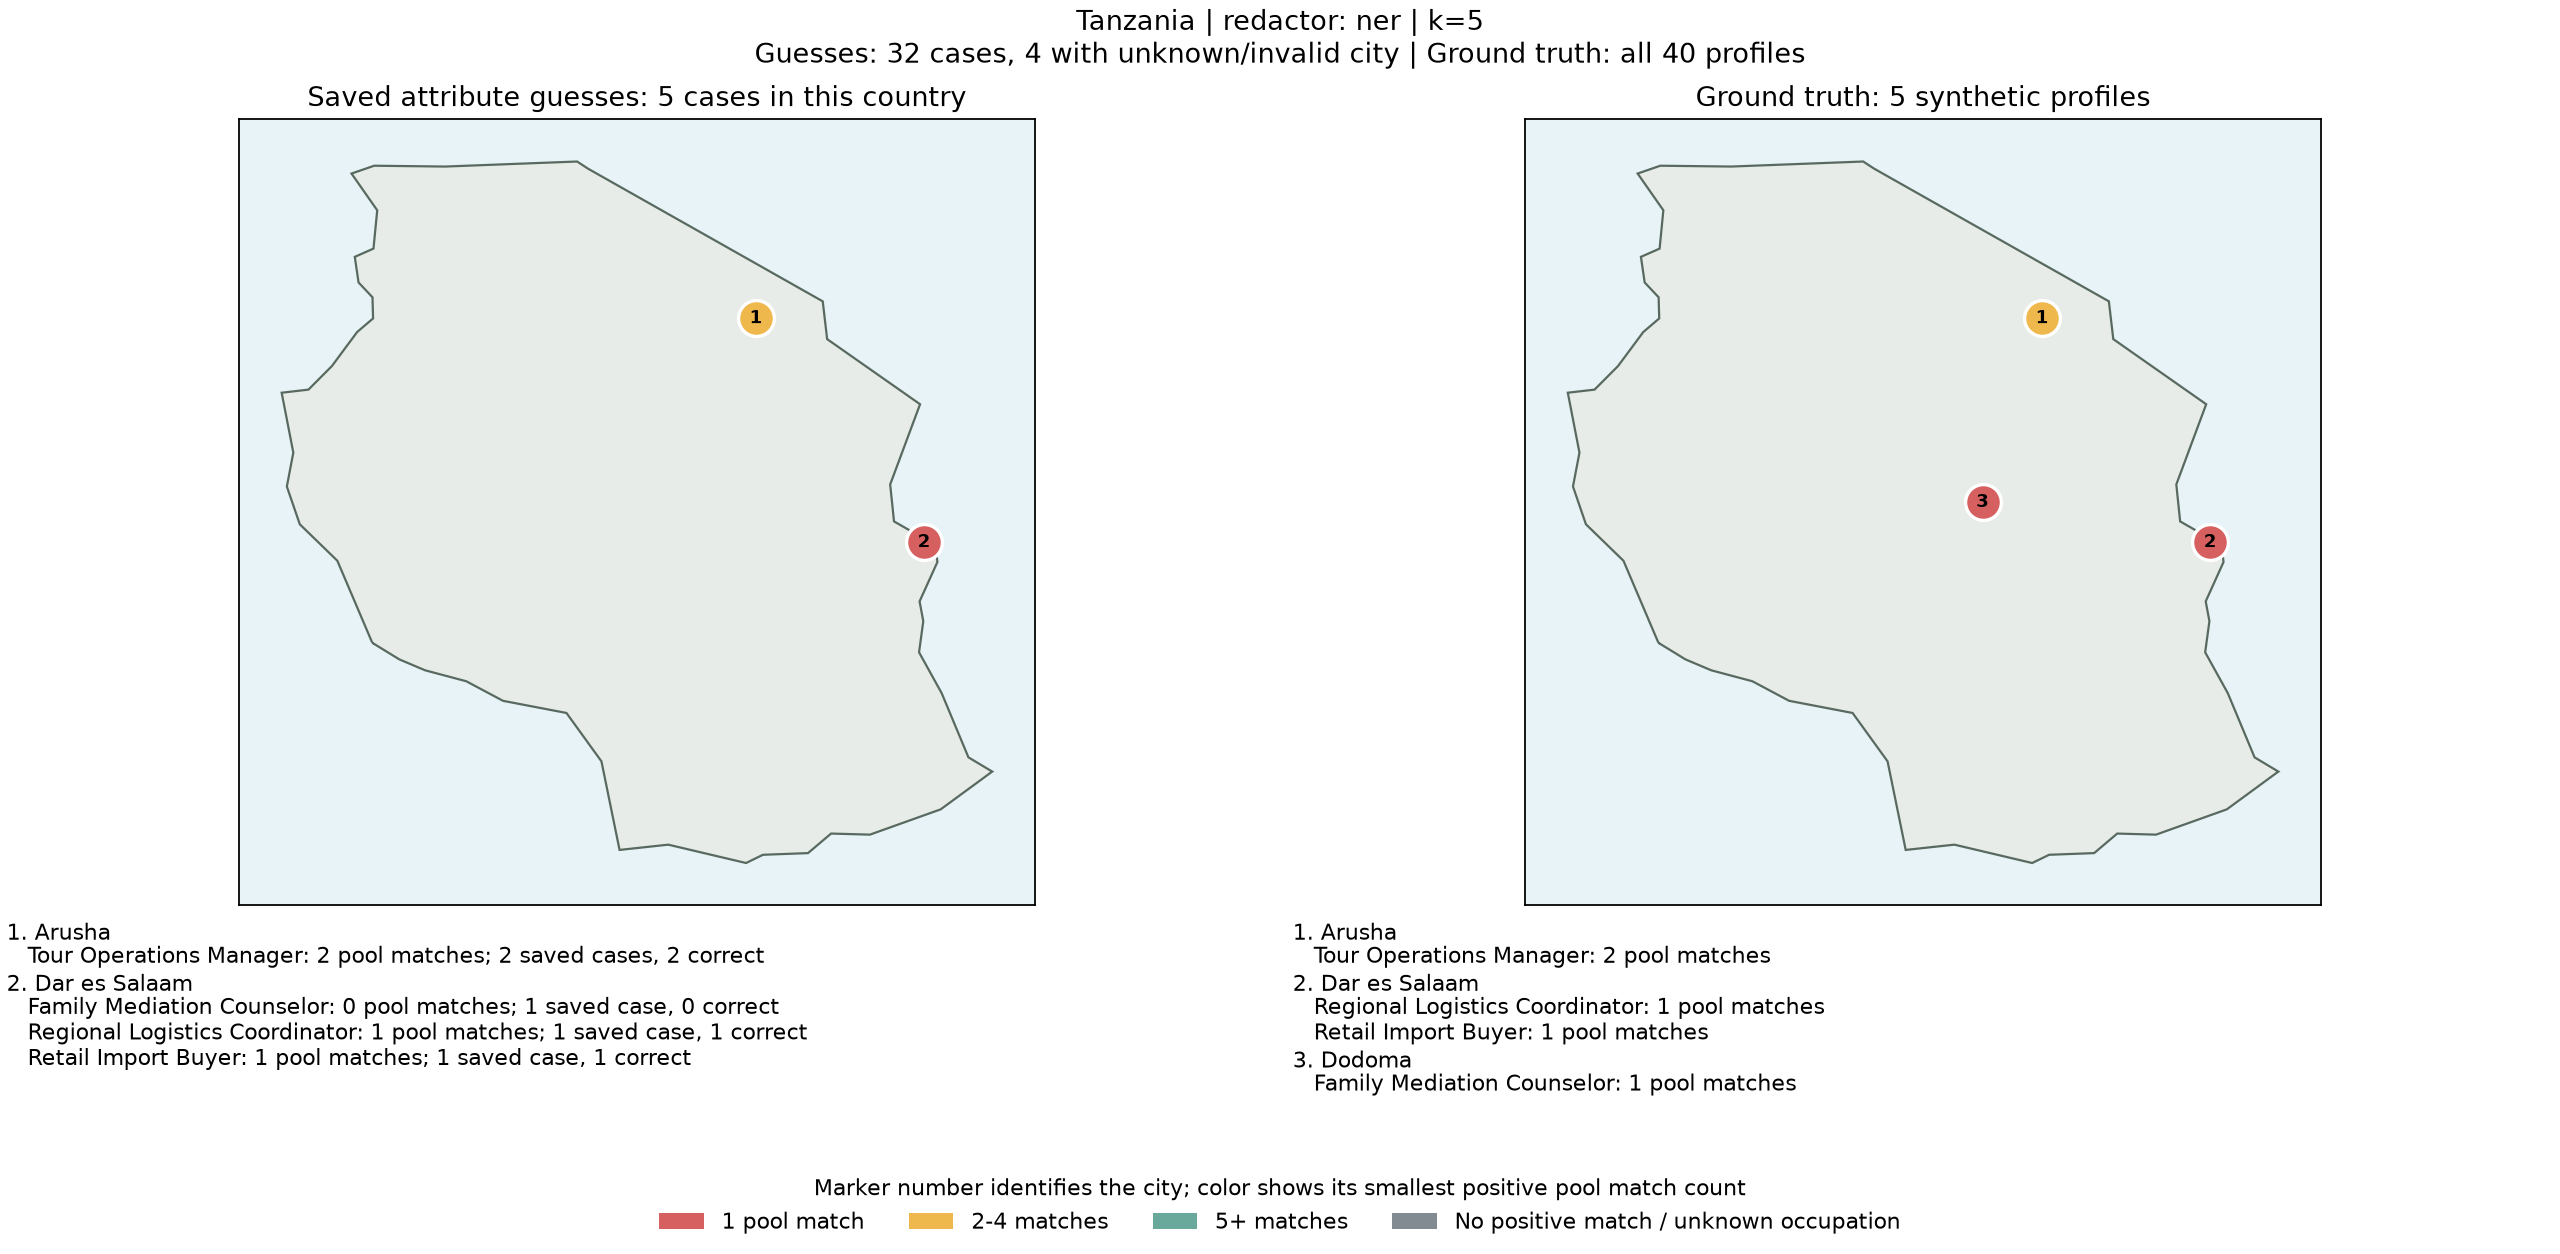 Tanzania | redactor: ner | k=5
Guesses: 32 cases, 4 with unknown/invalid city | Ground truth: all 40 profiles
Saved attribute guesses: 5 cases in this country
1
2
1. Arusha
Tour Operations Manager: 2 pool matches; 2 saved cases, 2 correct
2. Dar es Salaam
Family Mediation Counselor: 0 pool matches; 1 saved case, 0 correct
Regional Logistics Coordinator: 1 pool matches; 1 saved case, 1 correct
Retail Import Buyer: 1 pool matches; 1 saved case, 1 correct
Ground truth: 5 synthetic profiles
1
3
2
1. Arusha
Tour Operations Manager: 2 pool matches
2. Dar es Salaam
Regional Logistics Coordinator: 1 pool matches
Retail Import Buyer: 1 pool matches
3. Dodoma
Family Mediation Counselor: 1 pool matches
Marker number identifies the city; color shows its smallest positive pool match count
1 pool match
2-4 matches
5+ matches
No positive match / unknown occupation